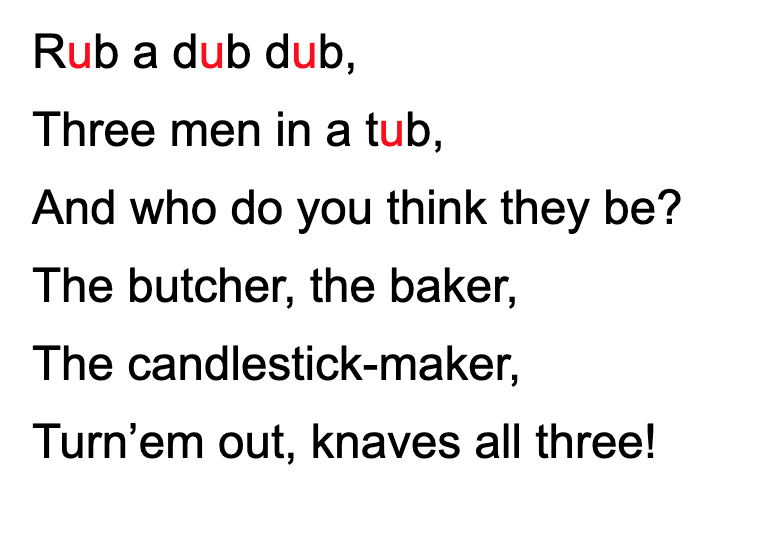 Rub a dub dub,
Three men in a tub,
And who do you think they be?
The butcher, the baker,
The candlestick-maker,
Turn’em out, knaves all three!